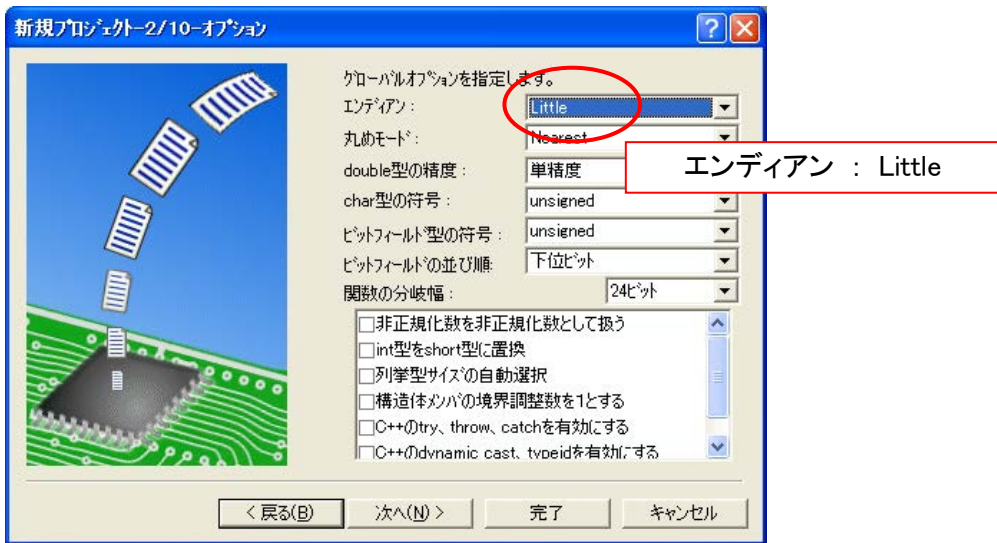 新規プロジェクト-2/10-オプション
グローバルオプションを指定します。
エンディアン： Little
丸めモード： Nearest
エンディアン ： Little
double型の精度： 単精度
char型の符号： unsigned
ビットフィールド型の符号： unsigned
ビットフィールドの並び順: 下位ビット
関数の分岐幅： 24ビット
非正規化数を非正規化数として扱う
int型をshort型に置換
列挙型サイズの自動選択
構造体メンバの境界調整数を1とする
C++のtry、throw、catchを有効にする
C++のdynamic cast、typeidを有効にする
< 戻る(B) 次へ(N) > 完了 キャンセル